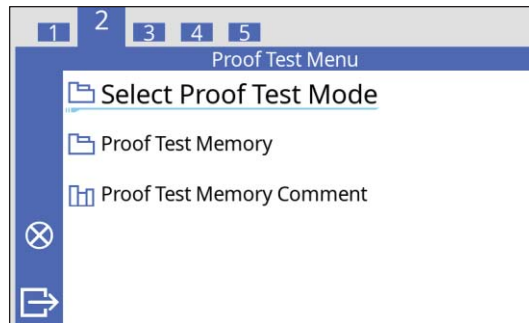 1 2 3 4 5
Proof Test Menu
Select Proof Test Mode
Proof Test Memory
Proof Test Memory Comment